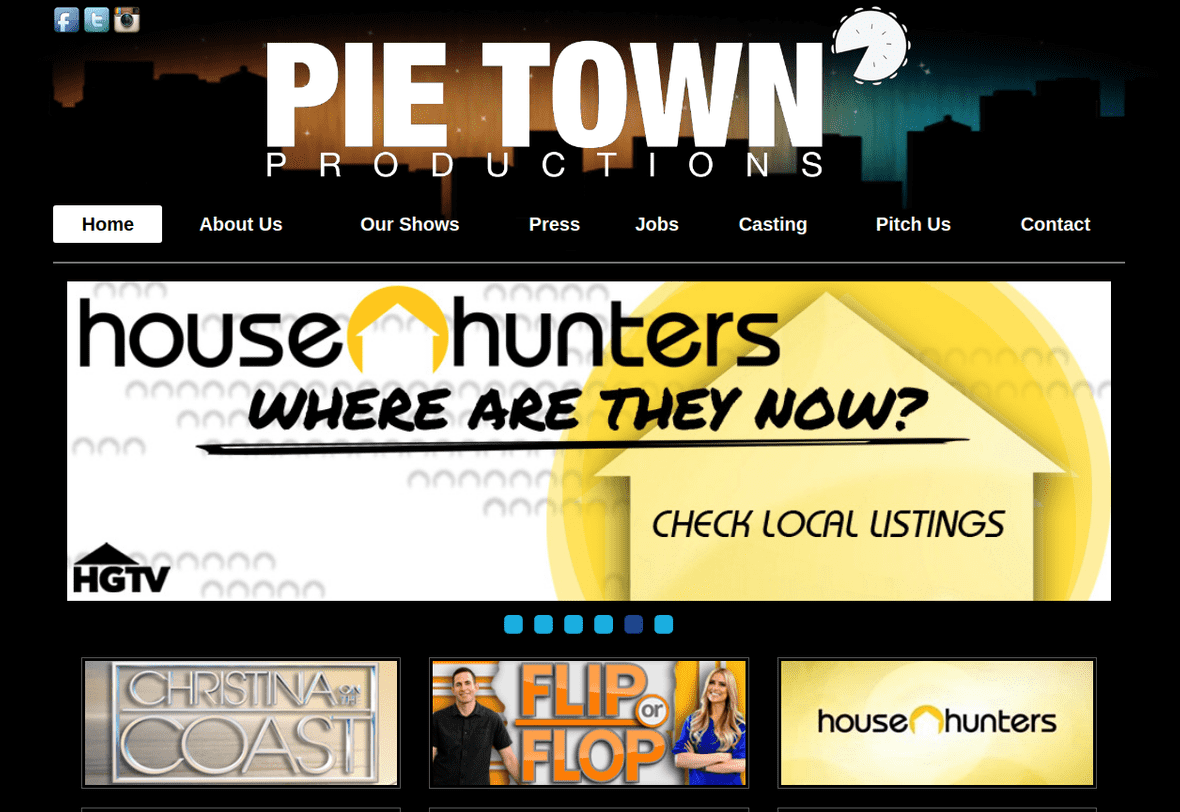 PIE TOWN
PRODUCTIONS
Home About Us Our Shows Press Jobs Casting Pitch Us Contact
house hunters
WHERE ARE THEY NOW?
CHECK LOCAL LISTINGS
HGTV
CHRISTINA ON THE
COAST
FLIP or
FLOP
house hunters